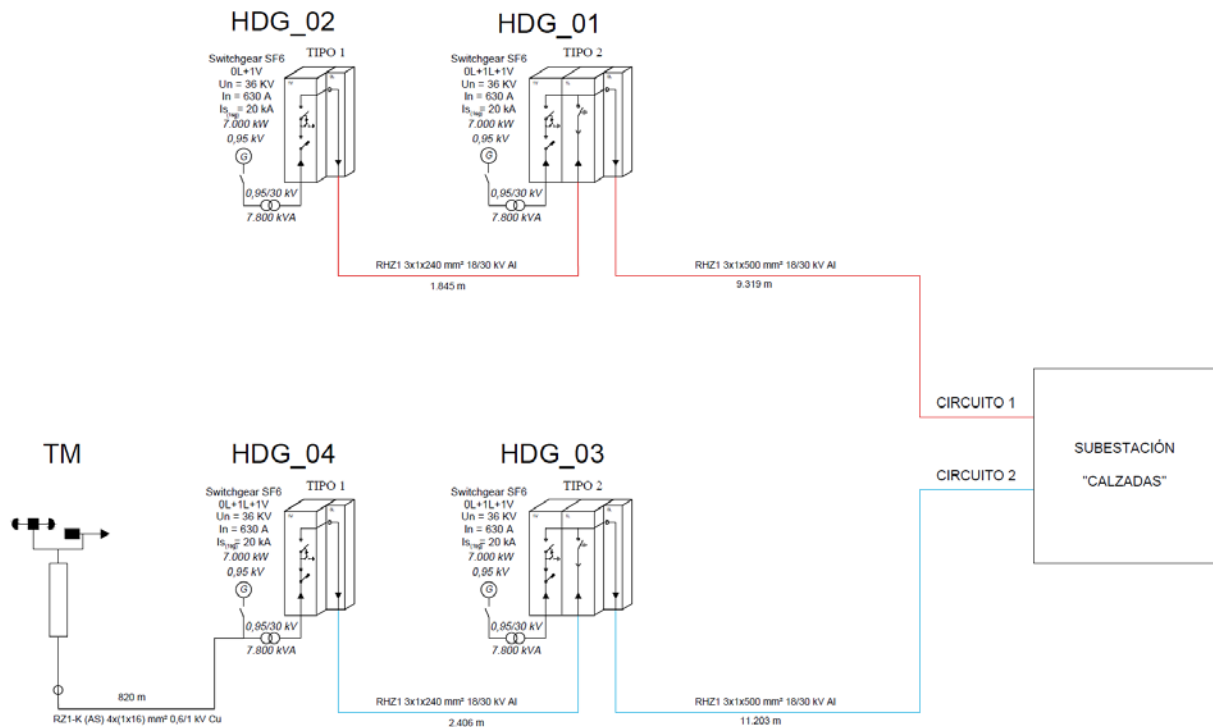 HDG_02
TIPO 1
Switchgear SF6
0L+1V
Un = 36 KV
In = 630 A
Is(1sg)= 20 kA
7.000 kW
0,95 kV
G
0,95/30 kV
7.800 kVA
HDG_01
TIPO 2
Switchgear SF6
0L+1L+1V
Un = 36 KV
In = 630 A
Is(1sg)= 20 kA
7.000 kW
0,95 kV
G
0,95/30 kV
7.800 kVA
RHZ1 3x1x240 mm² 18/30 kV Al
1.845 m
RHZ1 3x1x500 mm² 18/30 kV Al
9.319 m
CIRCUITO 1
CIRCUITO 2
SUBESTACIÓN
"CALZADAS"
TM
820 m
RZ1-K (AS) 4x(1x16) mm² 0,6/1 kV Cu
HDG_04
TIPO 1
Switchgear SF6
0L+1L+1V
Un = 36 KV
In = 630 A
Is(1sg)= 20 kA
7.000 kW
0,95 kV
G
0,95/30 kV
7.800 kVA
HDG_03
TIPO 2
Switchgear SF6
0L+1L+1V
Un = 36 KV
In = 630 A
Is(1sg)= 20 kA
7.000 kW
0,95 kV
G
0,95/30 kV
7.800 kVA
RHZ1 3x1x240 mm² 18/30 kV Al
2.406 m
RHZ1 3x1x500 mm² 18/30 kV Al
11.203 m